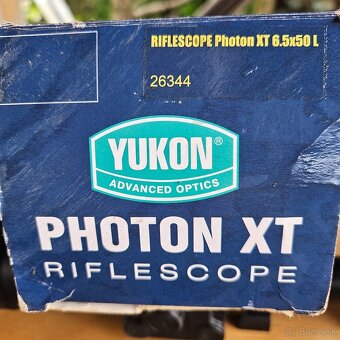 RIFLESCOPE Photon XT 6.5x50 L
26344
YUKON®
ADVANCED OPTICS
PHOTON XT
RIFLESCOPE